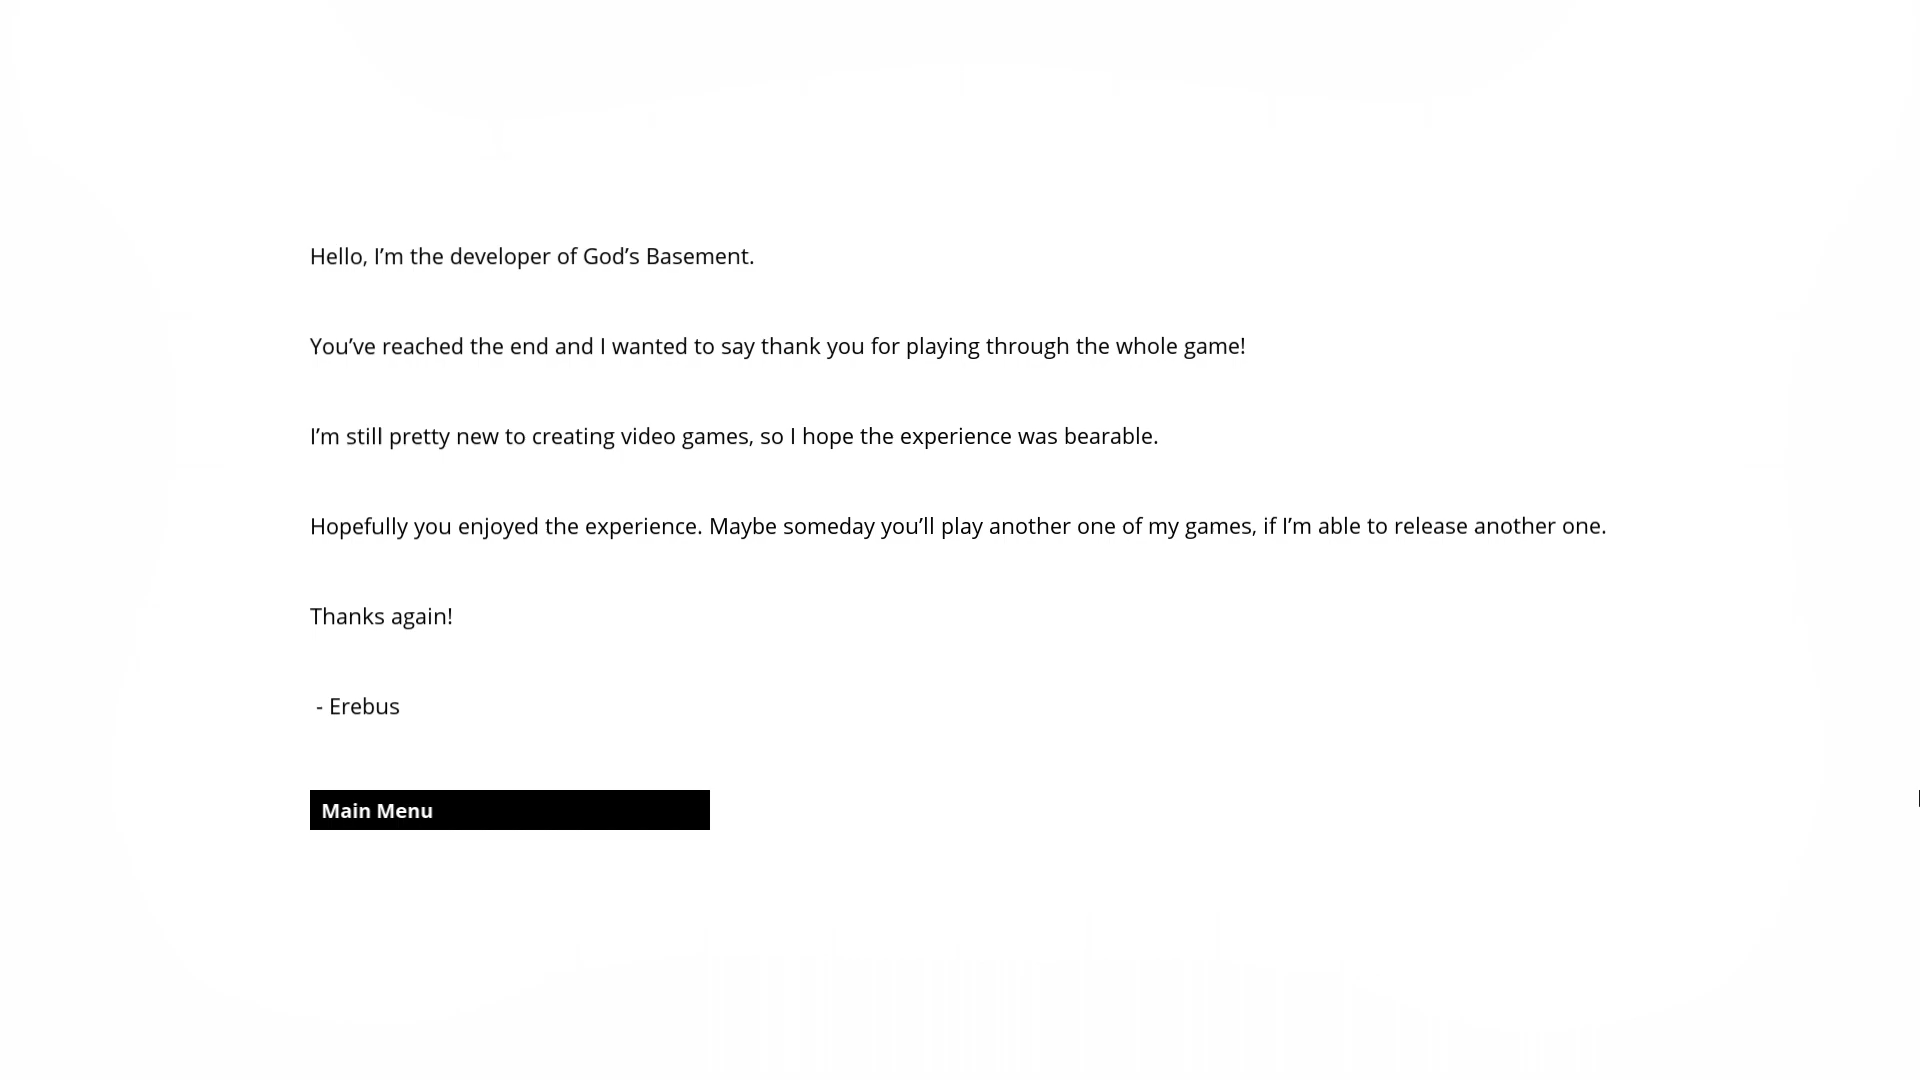 Hello, I’m the developer of God’s Basement.
You’ve reached the end and I wanted to say thank you for playing through the whole game!
I’m still pretty new to creating video games, so I hope the experience was bearable.
Hopefully you enjoyed the experience. Maybe someday you’ll play another one of my games, if I’m able to release another one.
Thanks again!
- Erebus
Main Menu